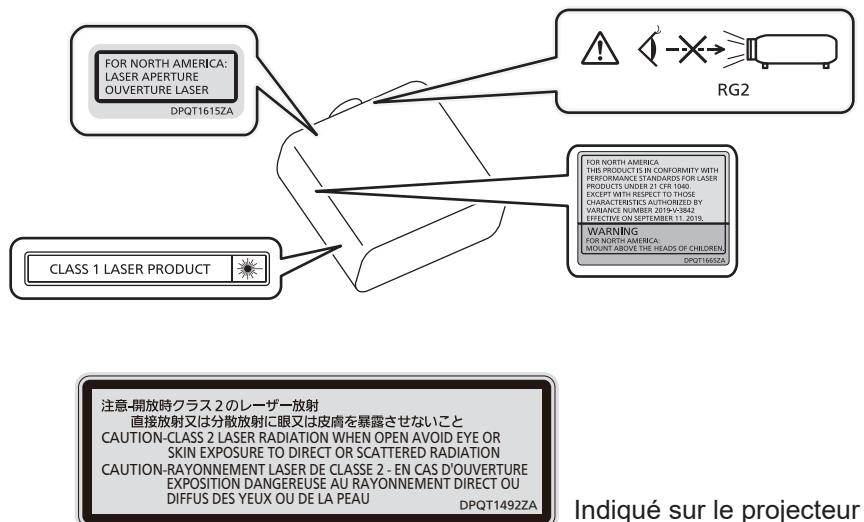 FOR NORTH AMERICA:
LASER APERTURE
OUVERTURE LASER
DPQT1615ZA
RG2
FOR NORTH AMERICA
THIS PRODUCT IS IN CONFORMITY WITH
PERFORMANCE STANDARDS FOR LASER
PRODUCTS UNDER 21 CFR 1040.
EXCEPT WITH RESPECT TO THOSE
CHARACTERISTICS AUTHORIZED BY
VARIANCE NUMBER 2019-V-3842
EFFECTIVE ON SEPTEMBER 11. 2019.
WARNING
FOR NORTH AMERICA:
MOUNT ABOVE THE HEADS OF CHILDREN.
DPQT1665ZA
CLASS 1 LASER PRODUCT
注意-開放時クラス2のレーザー放射
直接放射又は分散放射に眼又は皮膚を暴露させないこと
CAUTION-CLASS 2 LASER RADIATION WHEN OPEN AVOID EYE OR
SKIN EXPOSURE TO DIRECT OR SCATTERED RADIATION
CAUTION-RAYONNEMENT LASER DE CLASSE 2 - EN CAS D'OUVERTURE
EXPOSITION DANGEREUSE AU RAYONNEMENT DIRECT OU
DIFFUS DES YEUX OU DE LA PEAU
DPQT1492ZA
Indiqué sur le projecteur